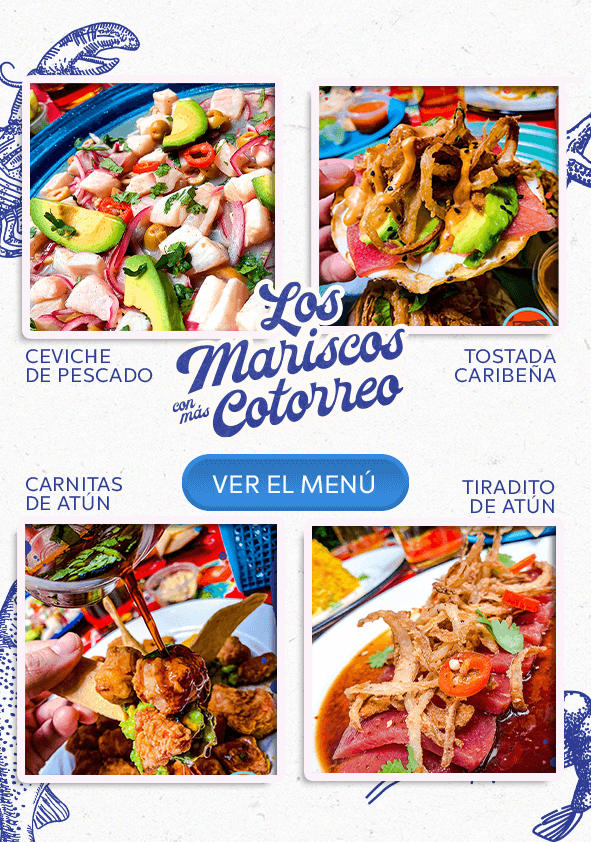 CEVICHE
DE PESCADO
Los
Mariscos
con más
Cotorreo
TOSTADA
CARIBEÑA
VER EL MENÚ
CARNITAS
DE ATÚN
TIRADITO
DE ATÚN